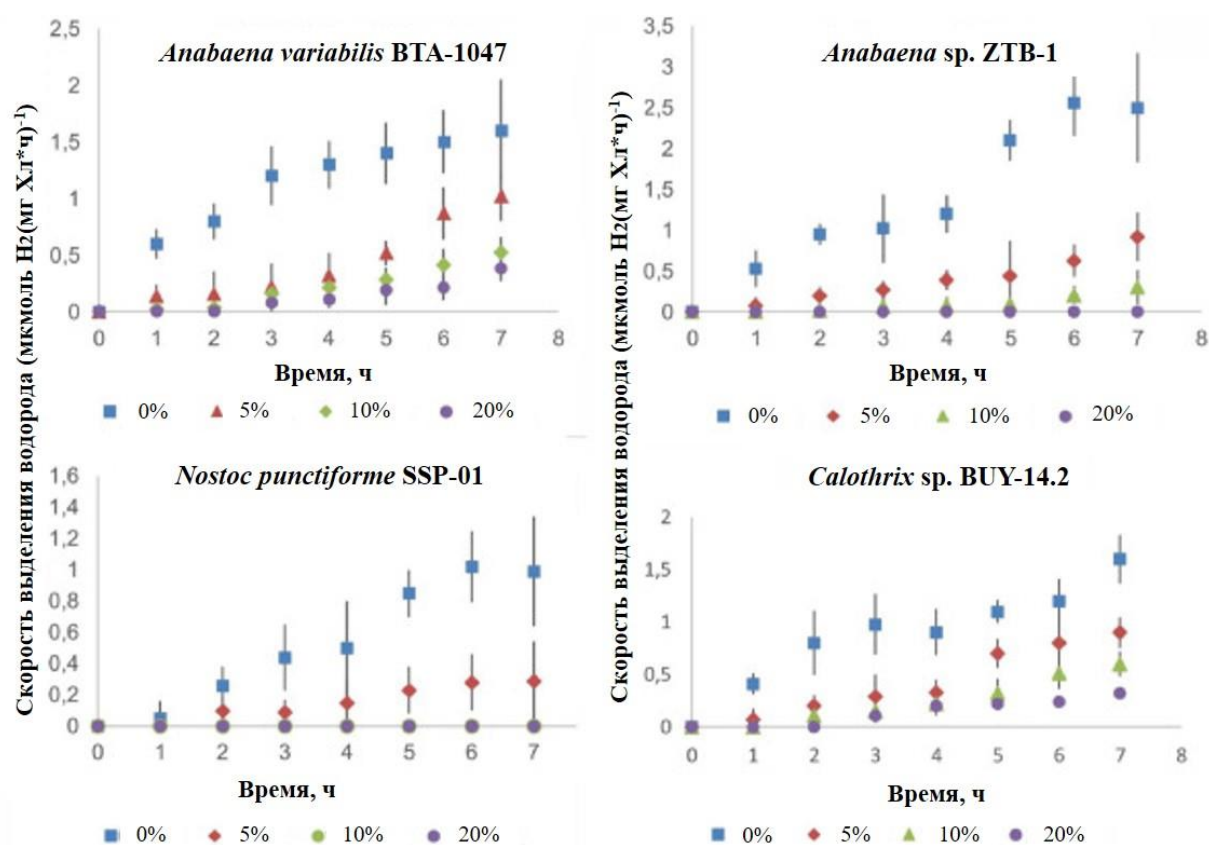 Скорость выделения водорода (мкмоль H2(мг Хл*ч)-1)
Anabaena variabilis BTA-1047
2,5
2
1,5
1
0,5
0
0 1 2 3 4 5 6 7 8
Время, ч
0% 5% 10% 20%
Скорость выделения водорода (мкмоль H2(мг Хл*ч)-1)
Anabaena sp. ZTB-1
3,5
3
2,5
2
1,5
1
0,5
0
0 1 2 3 4 5 6 7 8
Время, ч
0% 5% 10% 20%
Nostoc punctiforme SSP-01
1,6
1,4
1,2
1
0,8
0,6
0,4
0,2
0
0 1 2 3 4 5 6 7
Время, ч
0% 5% 10% 20%
Calothrix sp. BUY-14.2
2
1,5
1
0,5
0
0 1 2 3 4 5 6 7 8
Время, ч
0% 5% 10% 20%